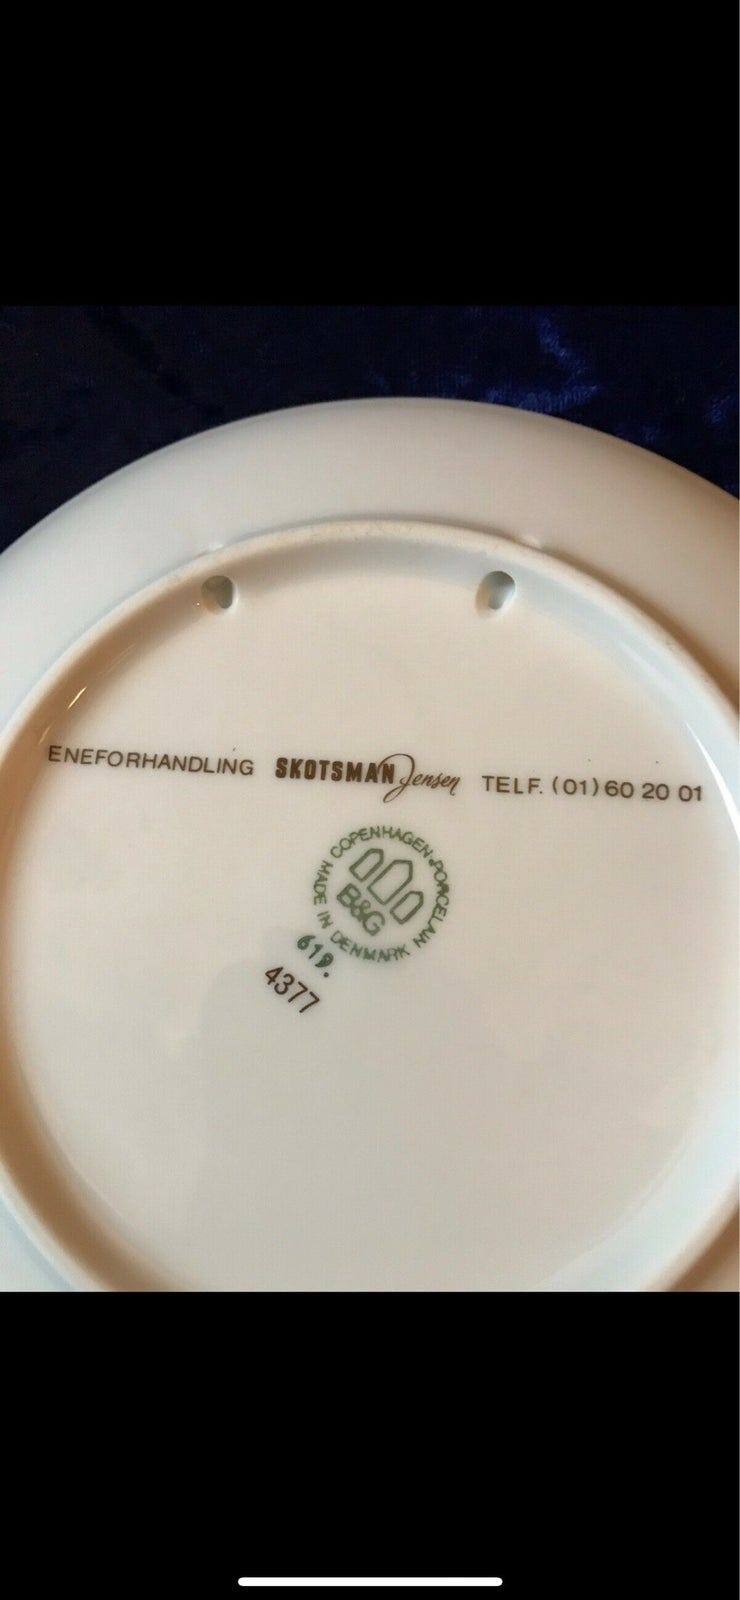 ENEFORHANDLING SKOTSMAN Jensen TELF. (01) 60 20 01
COPENHAGEN · PORCELAIN
B&G
MADE IN DENMARK
619.
4377